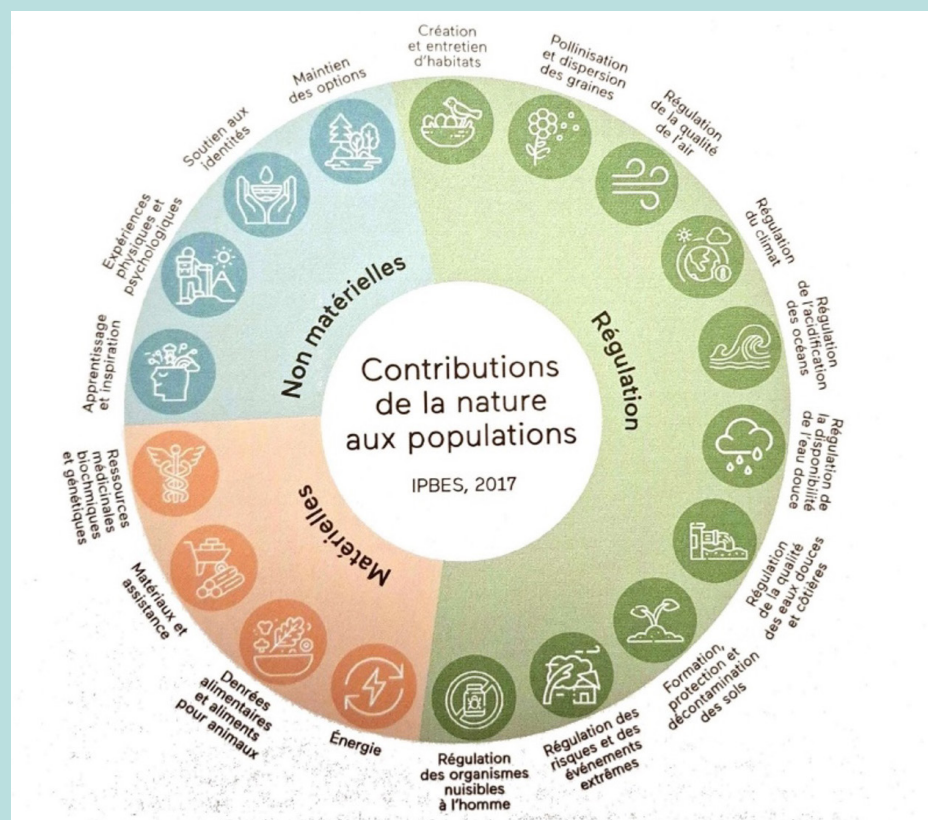 Contributions
de la nature
aux populations
IPBES, 2017
Régulation
Création
et entretien
d'habitats
Pollinisation
et dispersion
des graines
Régulation
de la qualité
de l'air
Régulation
du climat
Régulation
de l'acidification
des océans
Régulation de
la disponibilité
de l'eau douce
Régulation
de la qualité
des eaux douces
et côtières
Formation,
protection et
décontamination
des sols
Régulation des
risques et des
événements
extrêmes
Régulation
des organismes
nuisibles
à l'homme
Matérielles
Énergie
Denrées
alimentaires
et aliments
pour animaux
Matériaux et
assistance
Ressources
médicinales
biochmiques
et génétiques
Non matérielles
Apprentissage
et inspiration
Expériences
physiques et
psychologiques
Soutien aux
identités
Maintien
des options